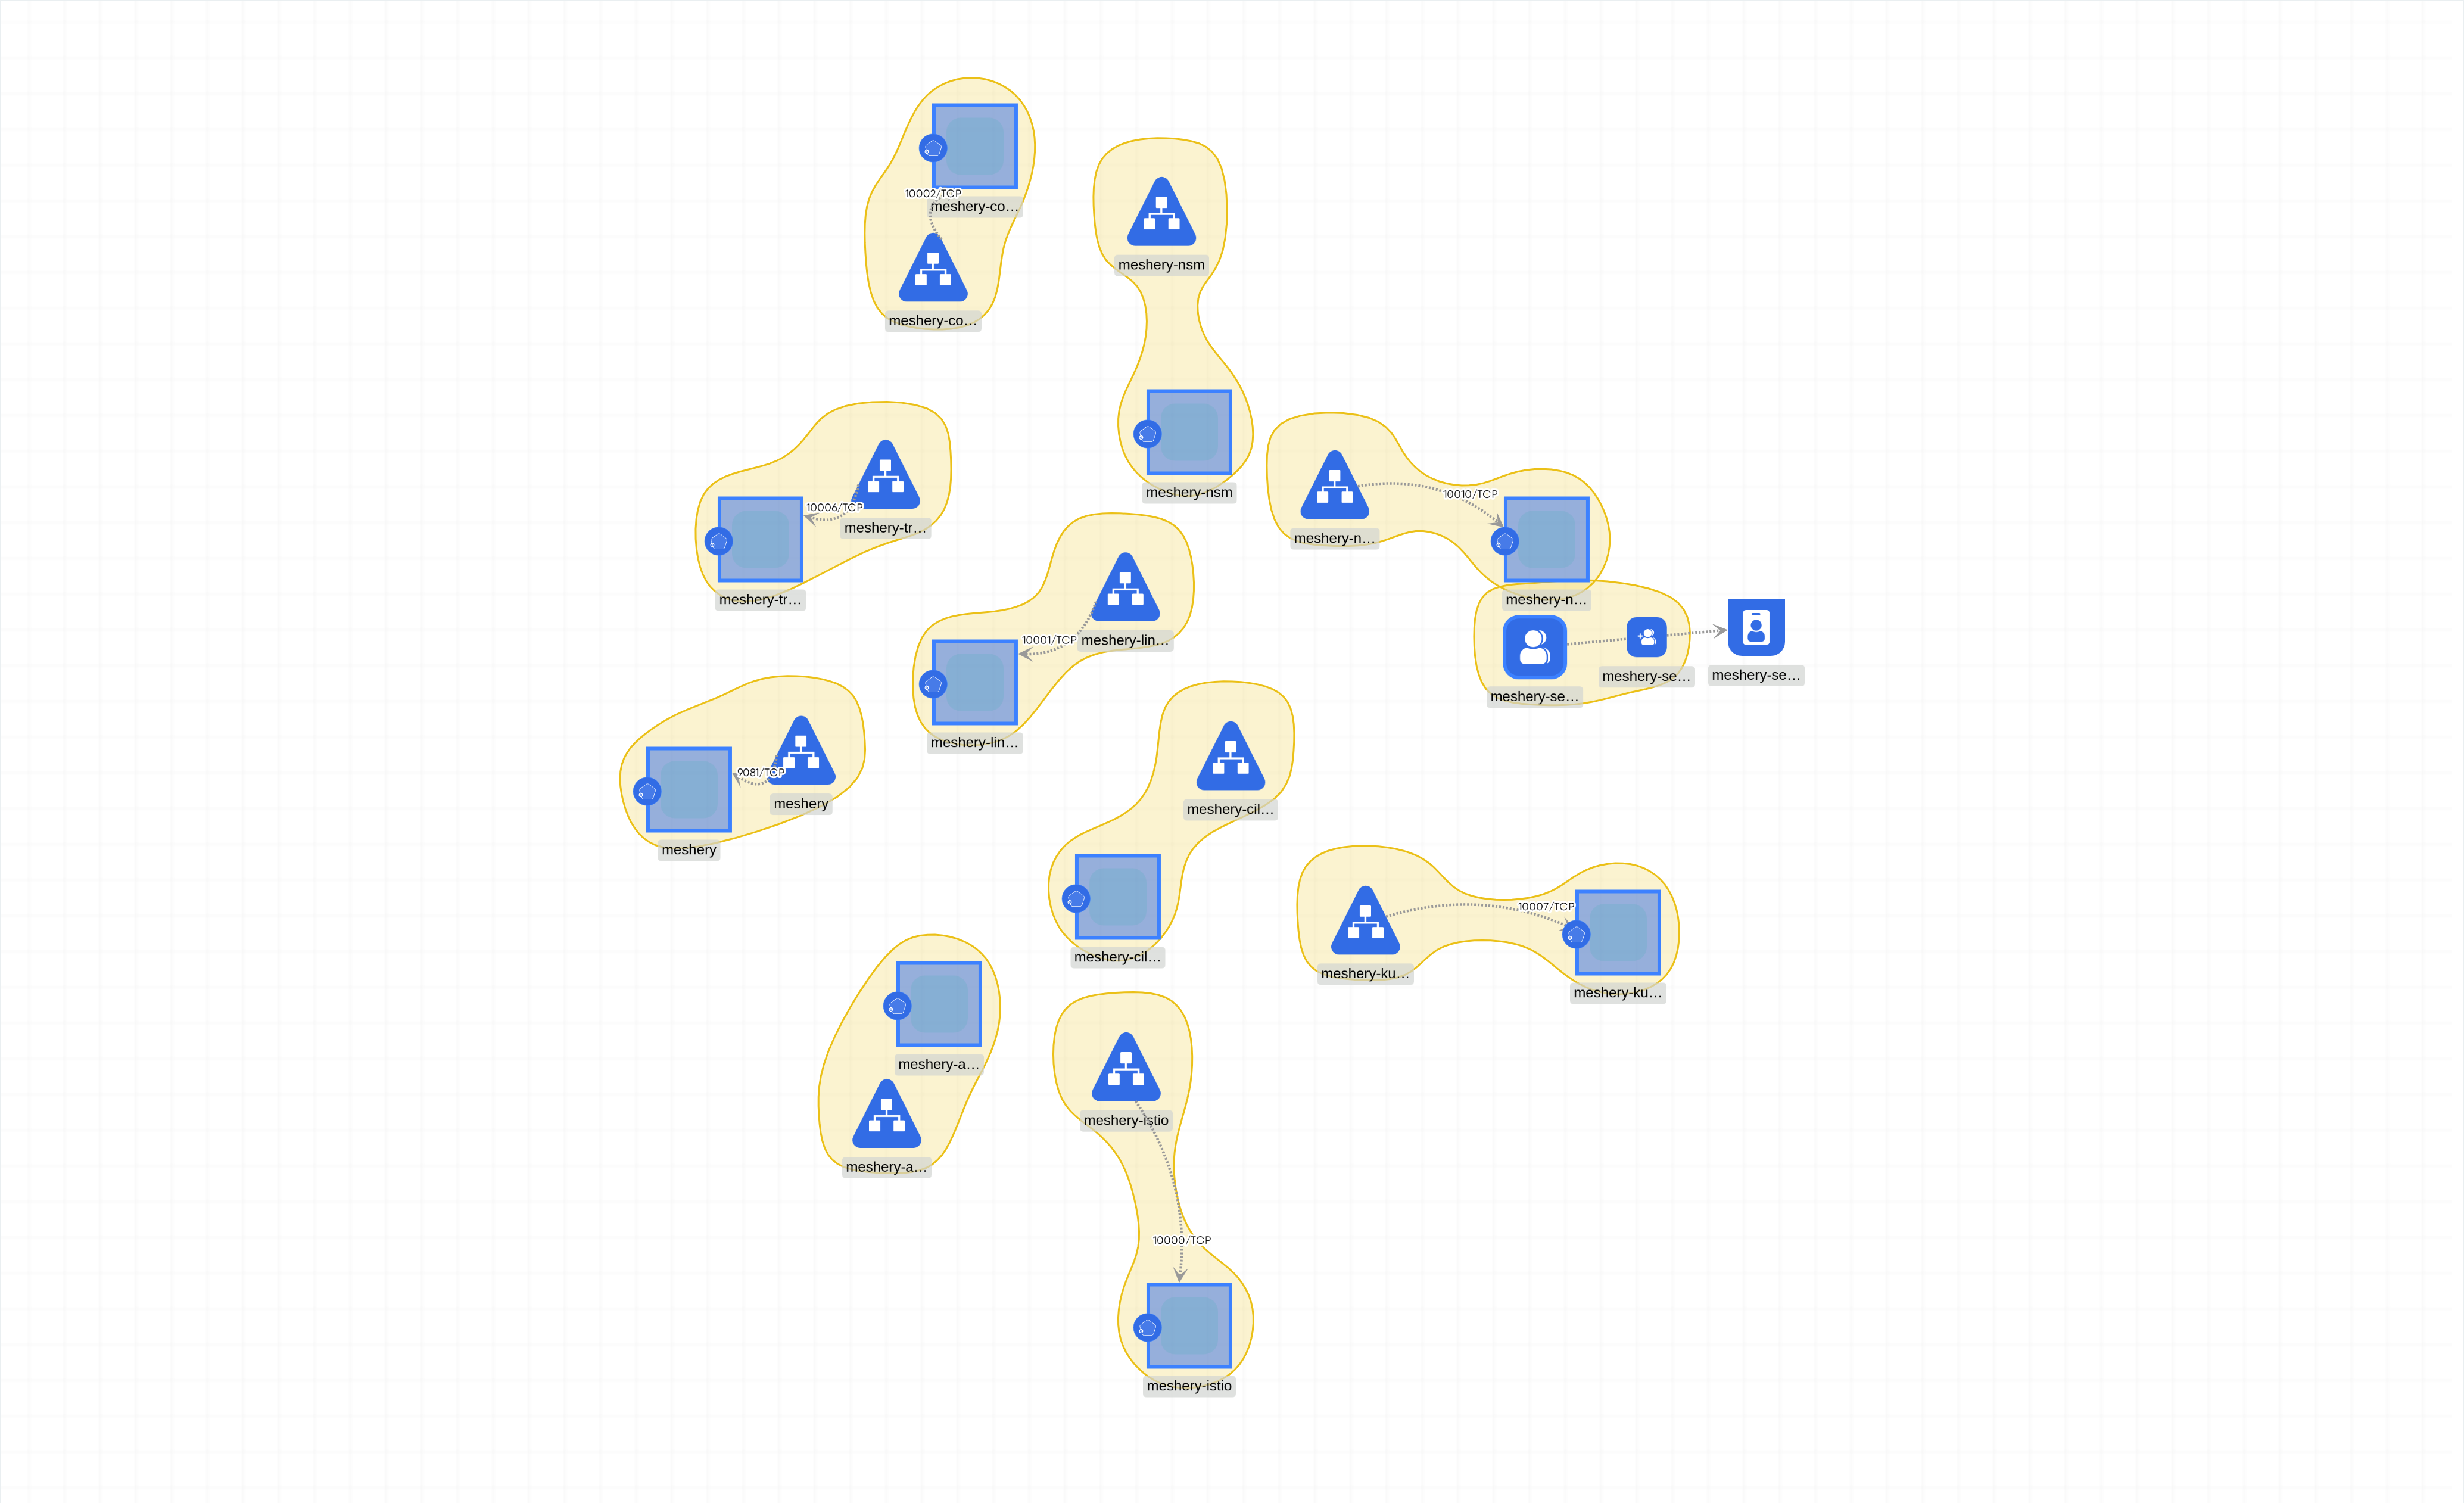 10002/TCP
meshery-co…
meshery-co…
meshery-nsm
meshery-nsm
10006/TCP
meshery-tr…
meshery-tr…
10010/TCP
meshery-n…
meshery-n…
10001/TCP
meshery-lin…
meshery-lin…
meshery-se…
meshery-se…
meshery-se…
9081/TCP
meshery
meshery
meshery-cil…
meshery-cil…
10007/TCP
meshery-ku…
meshery-ku…
meshery-a…
meshery-a…
meshery-istio
10000/TCP
meshery-istio